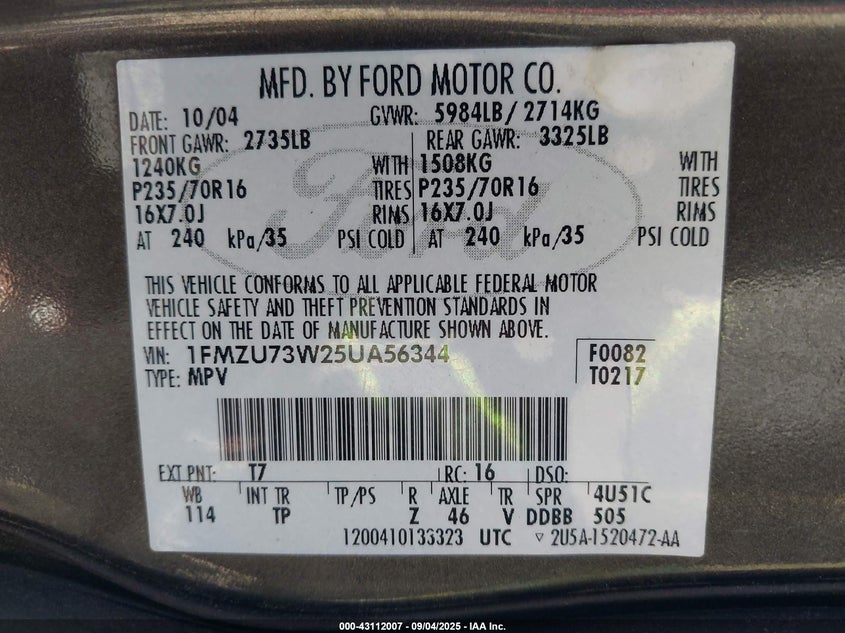 MFD. BY FORD MOTOR CO.
DATE: 10/04 GVWR: 5984LB/ 2714KG
FRONT GAWR: 2735LB REAR GAWR: 3325LB
1240KG WITH 1508KG WITH
P235/70R16 TIRES P235/70R16 TIRES
16X7.0J RIMS 16X7.0J RIMS
AT 240 kPa/35 PSI COLD AT 240 kPa/35 PSI COLD
Ford
THIS VEHICLE CONFORMS TO ALL APPLICABLE FEDERAL MOTOR
VEHICLE SAFETY AND THEFT PREVENTION STANDARDS IN
EFFECT ON THE DATE OF MANUFACTURE SHOWN ABOVE.
VIN: 1FMZU73W25UA56344 F0082
TYPE: MPV T0217
EXT PNT: T7 RC: 16 DSO:
WB INT TR TP/PS R AXLE TR SPR 4U51C
114 TP Z 46 V DDBB 505
1200410133323 UTC ▽ 2U5A-1520472-AA
000-43112007 - 09/04/2025 - IAA Inc.